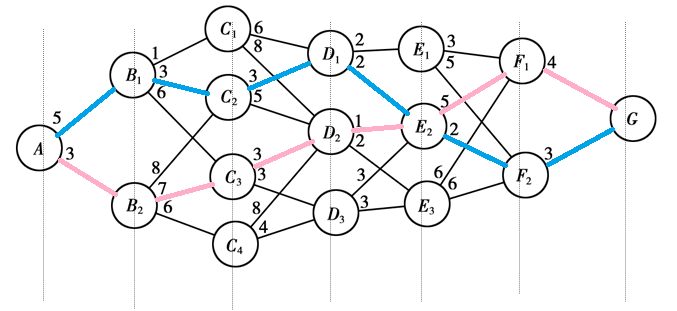 C₁ 6
8
D₁ 2
2
E₁ 3
5
F₁ 4
B₁ 1
3
6
C₂ 3
5
5
A
3
D₂ 1
2
E₂ 5
2
G
C₃ 3
3
F₂ 3
B₂ 8
7
6
D₃ 3
3
E₃ 6
6
C₄ 8
4